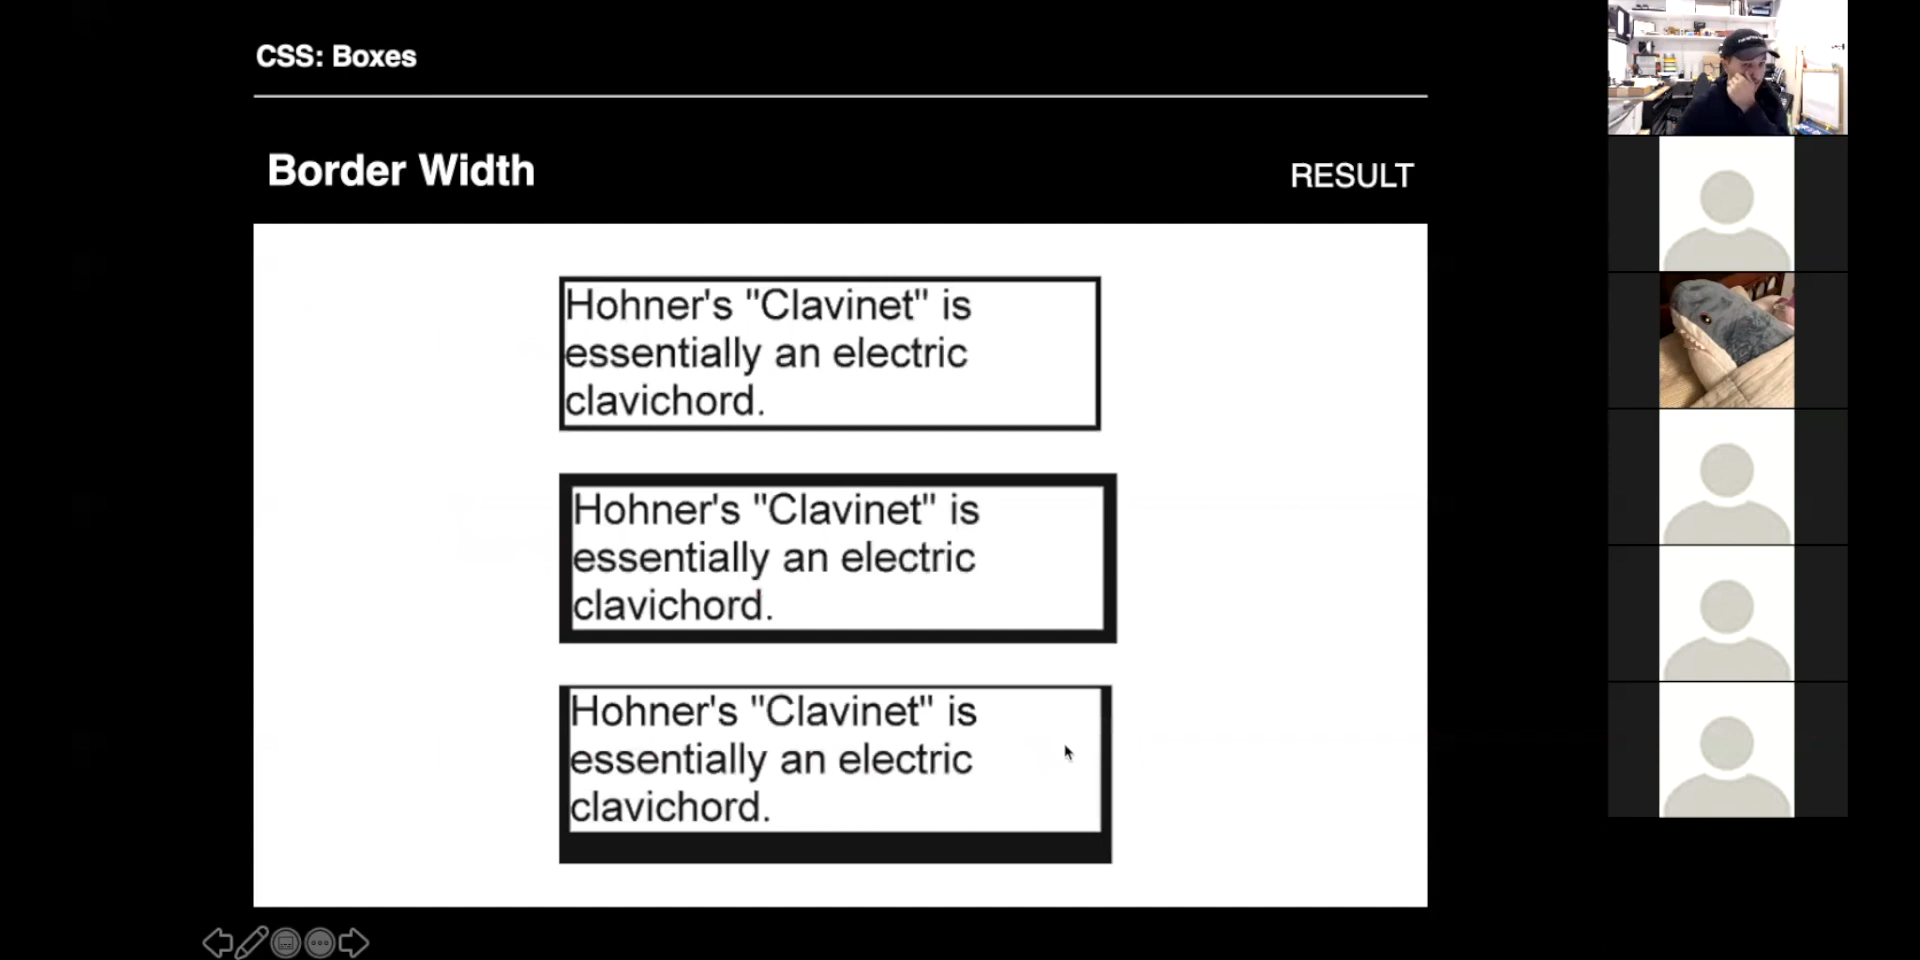 CSS: Boxes
Border Width
RESULT
Hohner's "Clavinet" is
essentially an electric
clavichord.
Hohner's "Clavinet" is
essentially an electric
clavichord.
Hohner's "Clavinet" is
essentially an electric
clavichord.